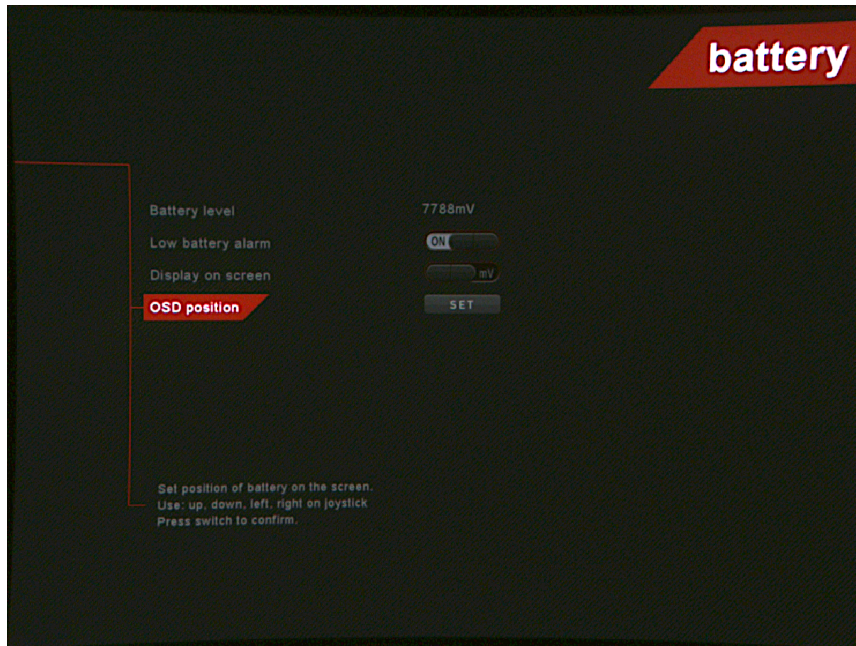 battery
Battery level 7788mV
Low battery alarm ON
Display on screen mV
OSD position SET
Set position of battery on the screen.
Use: up, down, left, right on joystick
Press switch to confirm.